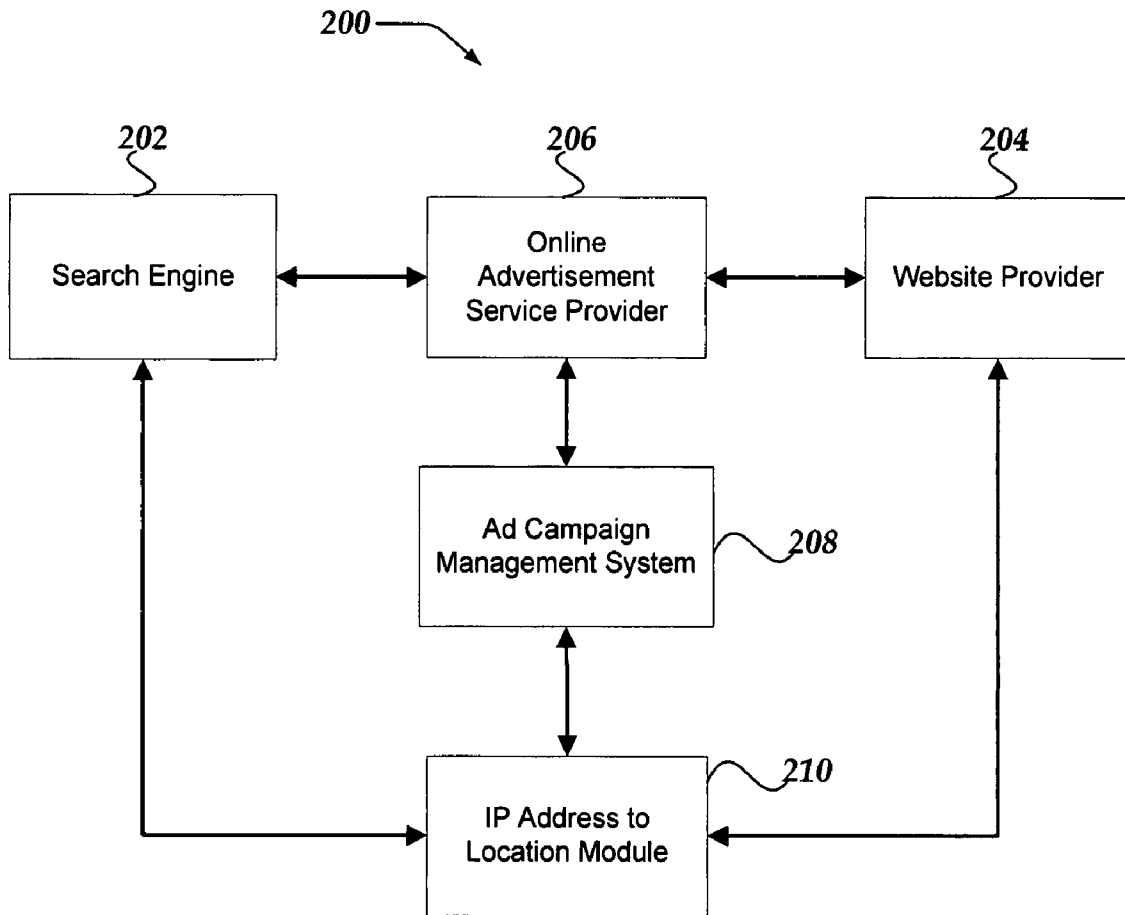 200
202
206
204
Search Engine
Online
Advertisement
Service Provider
Website Provider
Ad Campaign
Management System
208
210
IP Address to
Location Module